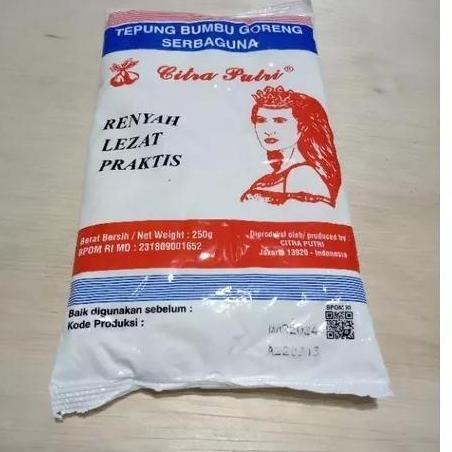 TEPUNG BUMBU GORENG
SERBAGUNA
Citra Putri®
RENYAH
LEZAT
PRAKTIS
Berat Bersih / Net Weight : 250g
BPOM RI MD : 231809001652
Diproduksi oleh/ produced by :
CITRA PUTRI
Jakarta 13920 - Indonesia
BPOM RI
Baik digunakan sebelum :
Kode Produksi :
2024